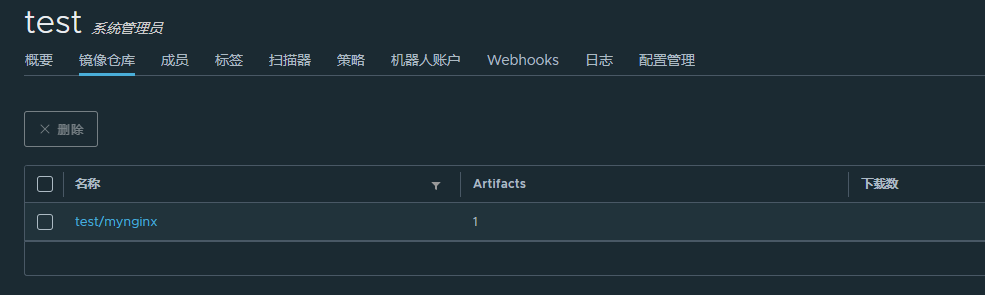 test 系统管理员
概要 镜像仓库 成员 标签 扫描器 策略 机器人账户 Webhooks 日志 配置管理
× 删除
名称 Artifacts 下载数
test/mynginx 1